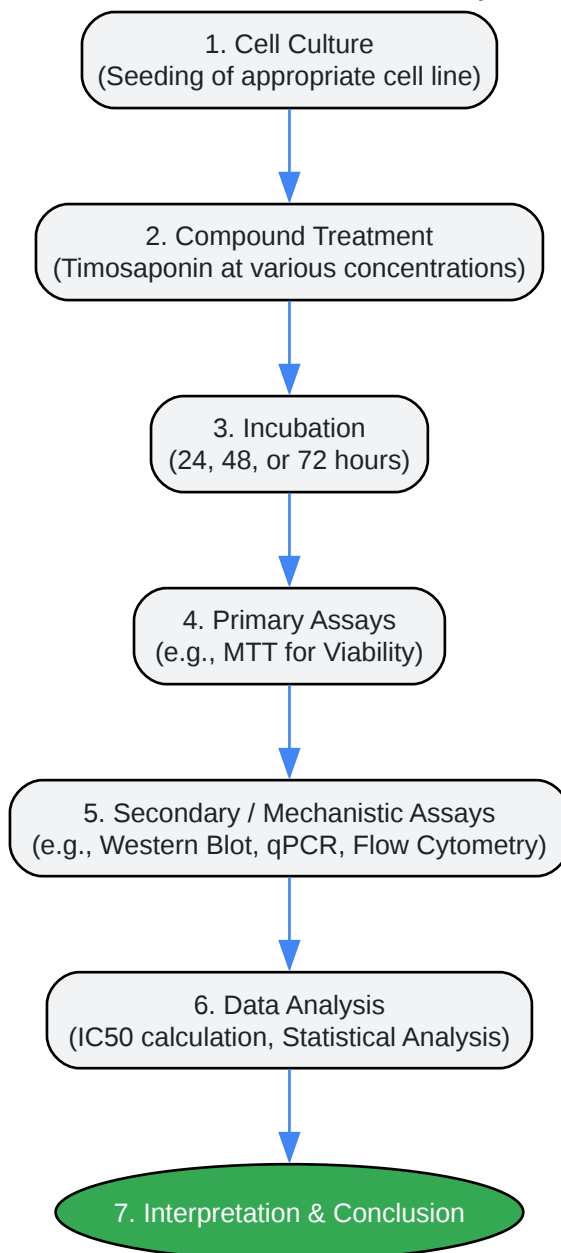 1. Cell Culture
(Seeding of appropriate cell line)
2. Compound Treatment
(Timosaponin at various concentrations)
3. Incubation
(24, 48, or 72 hours)
4. Primary Assays
(e.g., MTT for Viability)
5. Secondary / Mechanistic Assays
(e.g., Western Blot, qPCR, Flow Cytometry)
6. Data Analysis
(IC50 calculation, Statistical Analysis)
7. Interpretation & Conclusion